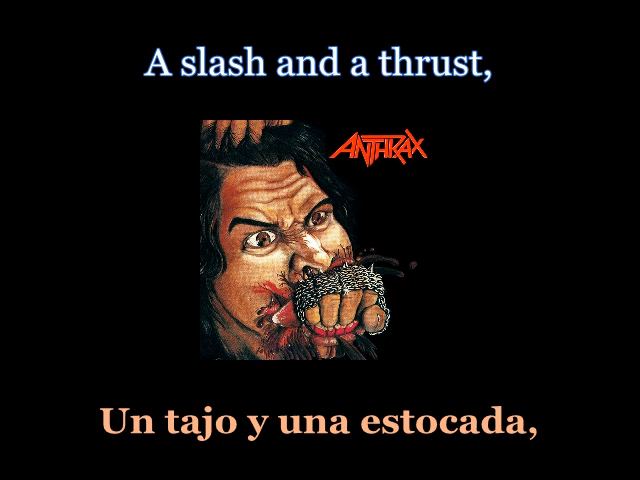 A slash and a thrust,
ANTHRAX
Un tajo y una estocada,